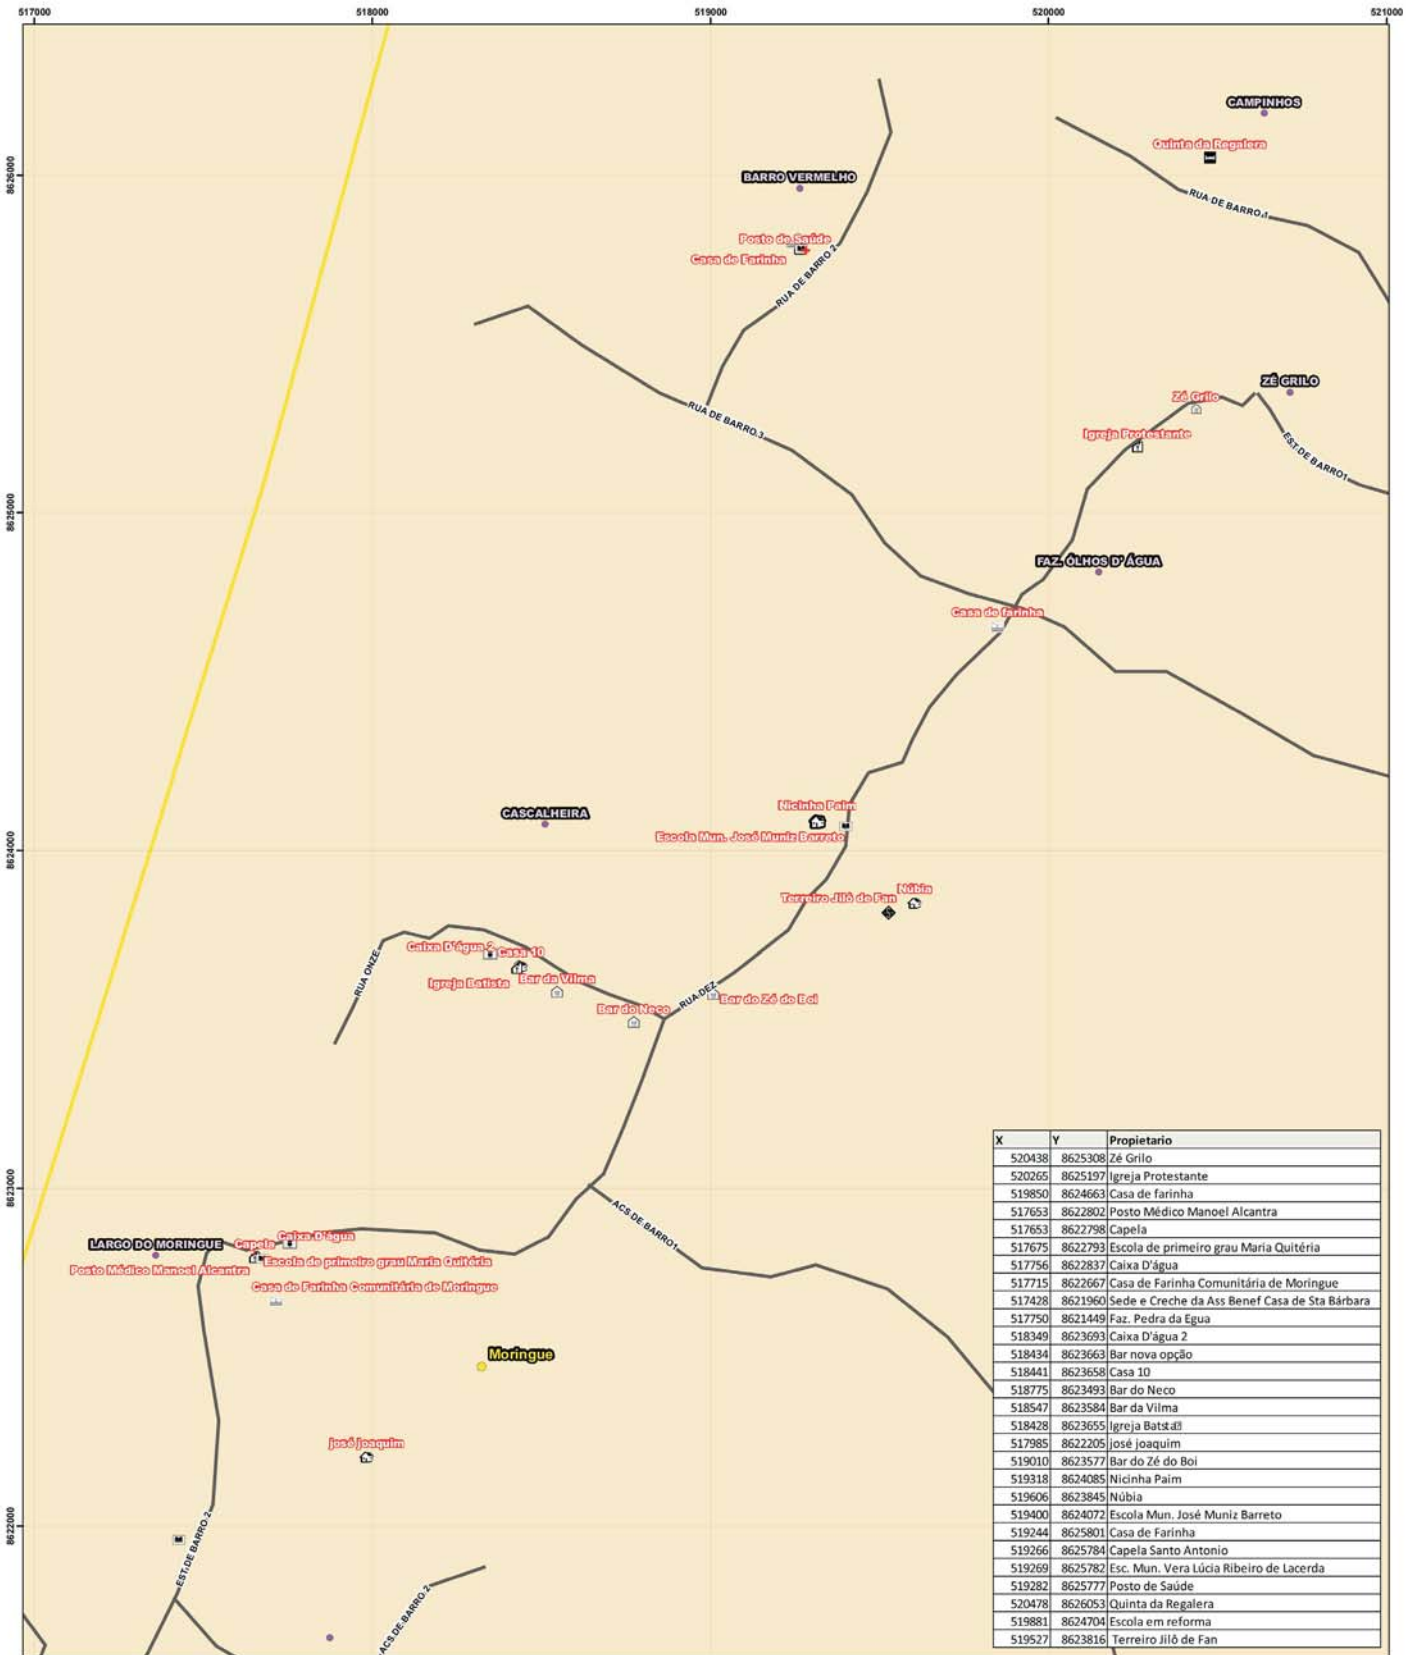 517000 518000 519000 520000 521000
CAMPINHOS
Quinta da Regalera
8626000
BARRO VERMELHO
RUA DE BARRO 1
Posto de Saúde
Casa de Farinha
RUA DE BARRO 2
ZÉ GRILO
Zé Grilo
RUA DE BARRO 3
Igreja Protestante
EST DE BARRO1
8625000
FAZ. ÓLHOS D' ÁGUA
Casa de farinha
Nicinha Paim
CASCALHEIRA
Escola Mun. José Muniz Barreto
8624000
Núbia
Terreiro Jilô de Fan
Caixa D'água 2
Casa 10
RUA ONZE
Igreja Batista
Bar da Vilma
RUA DEZ
Bar do Zé do Boi
Bar do Neco
8623000
ACS DE BARRO1
Caixa D'água
LARGO DO MORINGUE
Capela
Escola de primeiro grau Maria Quitéria
Posto Médico Manoel Alcantra
Casa de Farinha Comunitária de Moringue
Moringue
josé joaquim
8622000
EST DE BARRO 2
ACS DE BARRO 2
X Y Propietario
520438 8625308 Zé Grilo
520265 8625197 Igreja Protestante
519850 8624663 Casa de farinha
517653 8622802 Posto Médico Manoel Alcantra
517653 8622798 Capela
517675 8622793 Escola de primeiro grau Maria Quitéria
517756 8622837 Caixa D'água
517715 8622667 Casa de Farinha Comunitária de Moringue
517428 8621960 Sede e Creche da Ass Benef Casa de Sta Bárbara
517750 8621449 Faz. Pedra da Egua
518349 8623693 Caixa D'água 2
518434 8623663 Bar nova opção
518441 8623658 Casa 10
518775 8623493 Bar do Neco
518547 8623584 Bar da Vilma
518428 8623655 Igreja Batsta
517985 8622205 josé joaquim
519010 8623577 Bar do Zé do Boi
519318 8624085 Nicinha Paim
519606 8623845 Núbia
519400 8624072 Escola Mun. José Muniz Barreto
519244 8625801 Casa de Farinha
519266 8625784 Capela Santo Antonio
519269 8625782 Esc. Mun. Vera Lúcia Ribeiro de Lacerda
519282 8625777 Posto de Saúde
520478 8626053 Quinta da Regalera
519881 8624704 Escola em reforma
519527 8623816 Terreiro Jilô de Fan